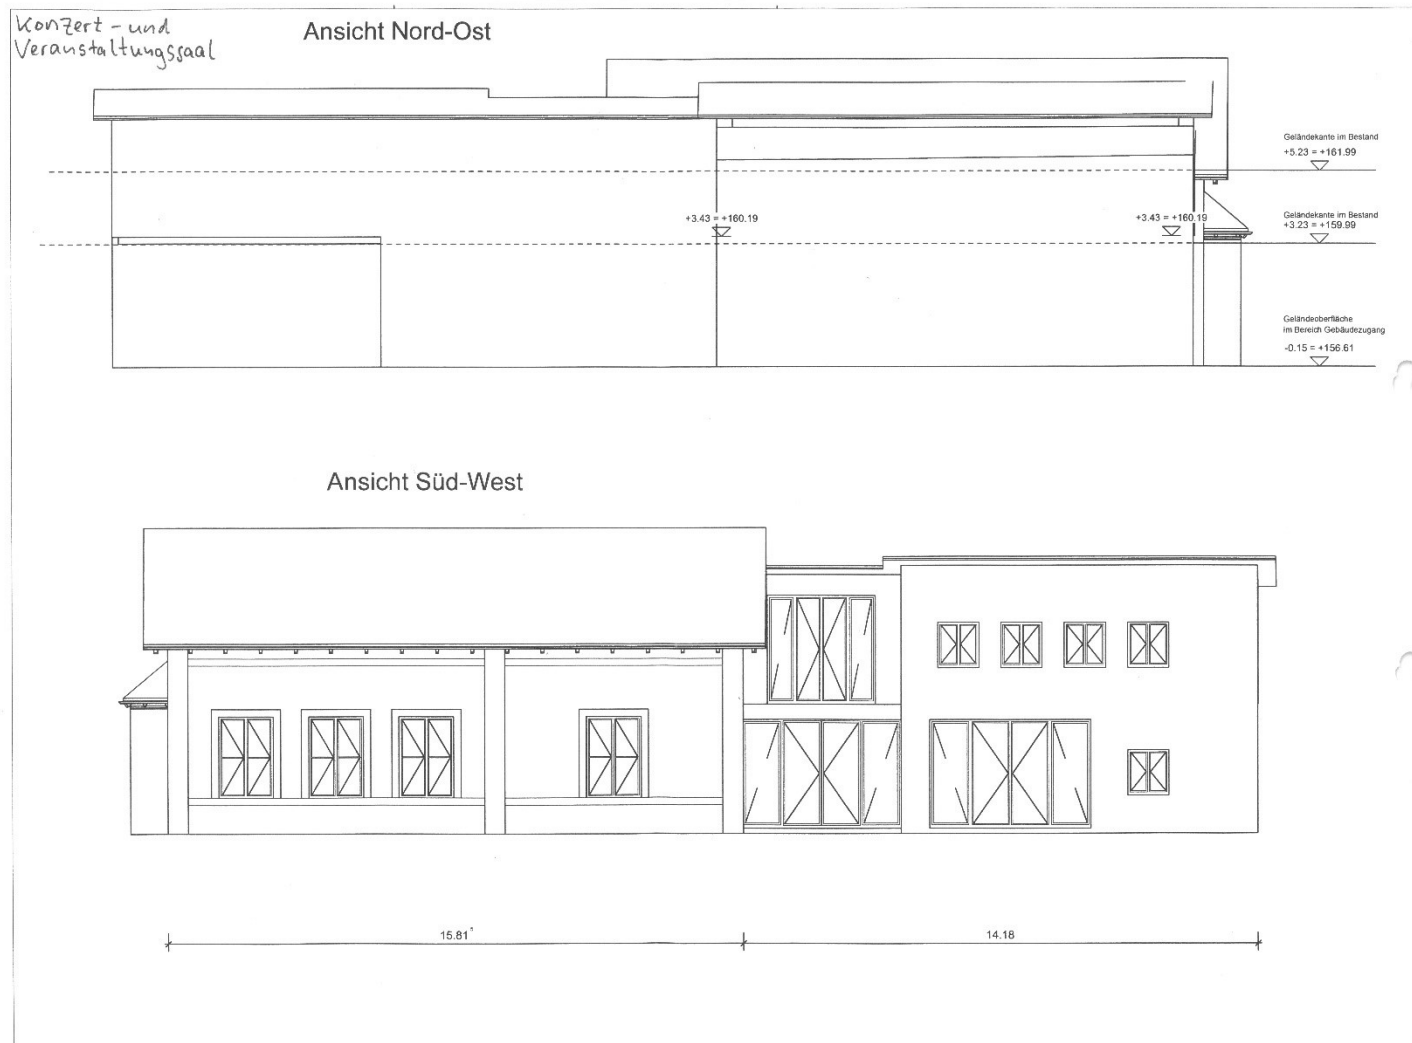 Konzert- und
Veranstaltungssaal
Ansicht Nord-Ost
Geländekante im Bestand
+5.23 = +161.99
+3.43 = +160.19
+3.43 = +160.19
Geländekante im Bestand
+3.23 = +159.99
Geländeoberfläche
im Bereich Gebäudezugang
-0.15 = +156.61
Ansicht Süd-West
15.81
14.18